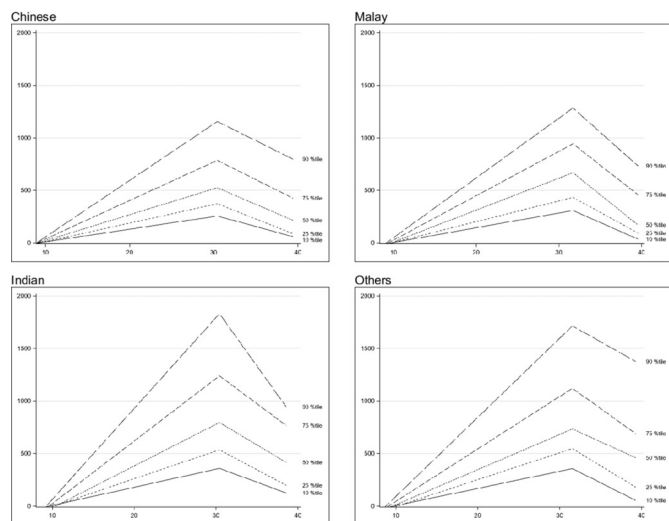 Chinese
2000
1500
1000
500
0
10
20
30
40
90 %tile
75 %tile
50 %tile
25 %tile
10 %tile
Malay
2000
1500
1000
500
0
10
20
30
40
90 %tile
75 %tile
50 %tile
25 %tile
10 %tile
Indian
2000
1500
1000
500
0
10
20
30
40
90 %tile
75 %tile
50 %tile
25 %tile
10 %tile
Others
2000
1500
1000
500
0
10
20
30
40
90 %tile
75 %tile
50 %tile
25 %tile
10 %tile